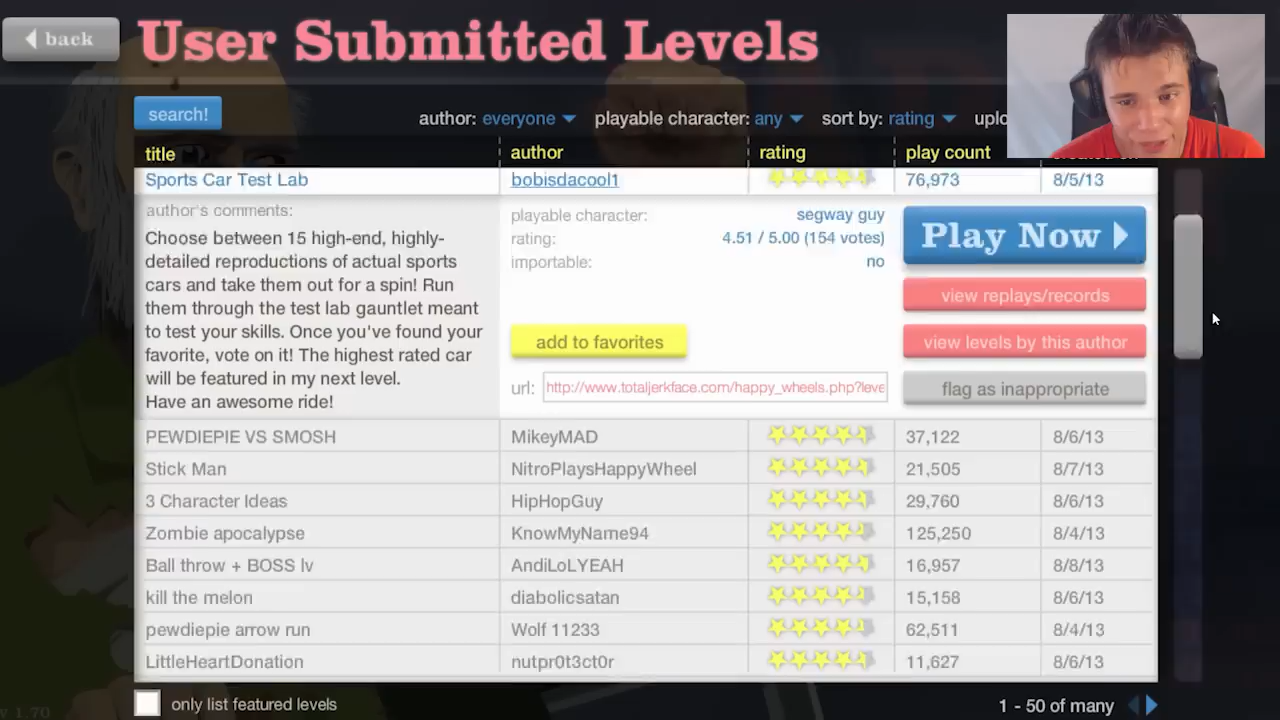 back
User Submitted Levels
search!
author: everyone playable character: any sort by: rating uplo
title author rating play count created on
Sports Car Test Lab bobisdacool1 76,973 8/5/13
author's comments:
Choose between 15 high-end, highly-
detailed reproductions of actual sports
cars and take them out for a spin! Run
them through the test lab gauntlet meant
to test your skills. Once you've found your
favorite, vote on it! The highest rated car
will be featured in my next level.
Have an awesome ride!
playable character: segway guy
rating: 4.51 / 5.00 (154 votes)
importable: no
add to favorites
url: http://www.totaljerkface.com/happy_wheels.php?leve
Play Now
view replays/records
view levels by this author
flag as inappropriate
PEWDIEPIE VS SMOSH MikeyMAD 37,122 8/6/13
Stick Man NitroPlaysHappyWheel 21,505 8/7/13
3 Character Ideas HipHopGuy 29,760 8/6/13
Zombie apocalypse KnowMyName94 125,250 8/4/13
Ball throw + BOSS lv AndiLoLYEAH 16,957 8/8/13
kill the melon diabolicsatan 15,158 8/6/13
pewdiepie arrow run Wolf 11233 62,511 8/4/13
LittleHeartDonation nutpr0t3ct0r 11,627 8/6/13
only list featured levels 1 - 50 of many
v 1.70